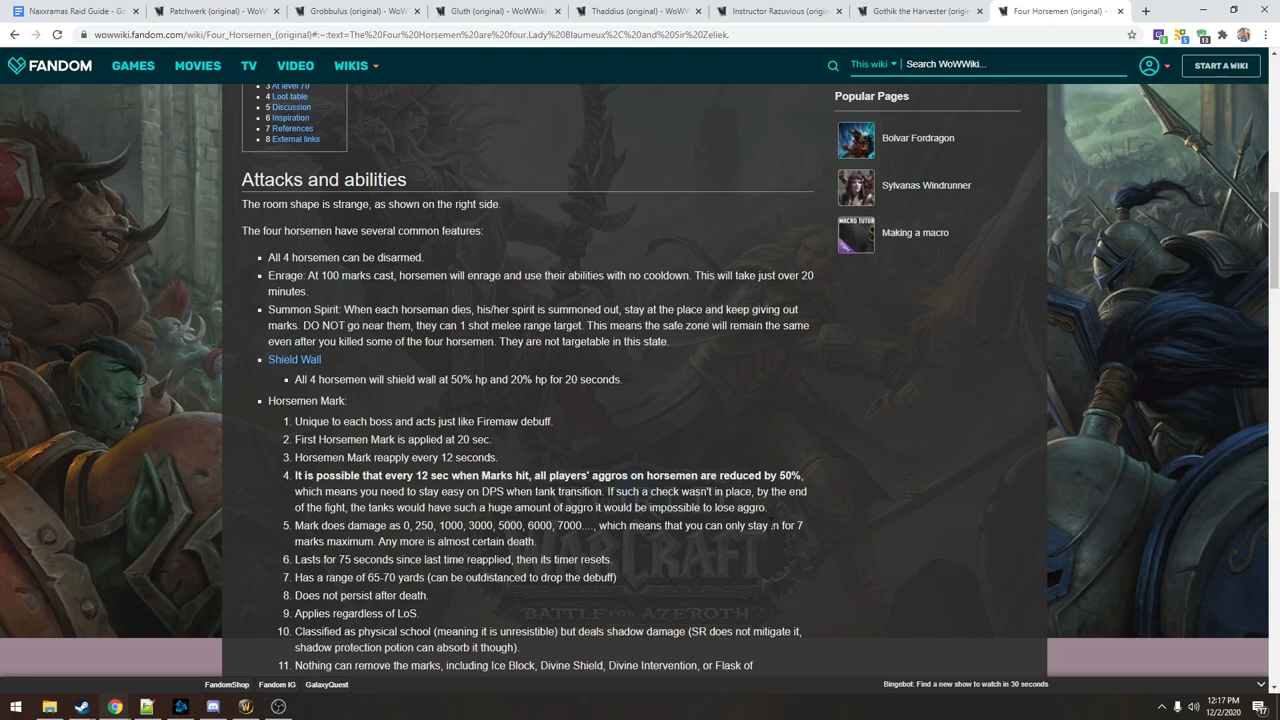 Naxxramas Raid Guide - Go
Patchwerk (original) - WoWW
Grobbulus (original) - WoWWi
Gluth (original) - WoWWiki
Thaddius (original) - WoWWi
Instructor Razuvious (original
Gothik the Harvester (original
Four Horsemen (original) -
wowwiki.fandom.com/wiki/Four_Horsemen_(original)#:~:text=The%20Four%20Horsemen%20are%20four,Lady%20Blaumeux%2C%20and%20Sir%20Zeliek.
3
5
13
FANDOM GAMES MOVIES TV VIDEO WIKIS
This wiki Search WoWWiki...
START A WIKI
3 At level 70
4 Loot table
5 Discussion
6 Inspiration
7 References
8 External links
Popular Pages
Bolvar Fordragon
Sylvanas Windrunner
MACRO TUTOR
Making a macro
Attacks and abilities
The room shape is strange, as shown on the right side.
The four horsemen have several common features:
All 4 horsemen can be disarmed.
Enrage: At 100 marks cast, horsemen will enrage and use their abilities with no cooldown. This will take just over 20
minutes.
Summon Spirit: When each horseman dies, his/her spirit is summoned out, stay at the place and keep giving out
marks. DO NOT go near them, they can 1 shot melee range target. This means the safe zone will remain the same
even after you killed some of the four horsemen. They are not targetable in this state.
Shield Wall
All 4 horsemen will shield wall at 50% hp and 20% hp for 20 seconds.
Horsemen Mark:
1. Unique to each boss and acts just like Firemaw debuff.
2. First Horsemen Mark is applied at 20 sec.
3. Horsemen Mark reapply every 12 seconds.
4. It is possible that every 12 sec when Marks hit, all players' aggros on horsemen are reduced by 50%,
which means you need to stay easy on DPS when tank transition. If such a check wasn't in place, by the end
of the fight, the tanks would have such a huge amount of aggro it would be impossible to lose aggro.
5. Mark does damage as 0, 250, 1000, 3000, 5000, 6000, 7000...., which means that you can only stay in for 7
marks maximum. Any more is almost certain death.
6. Lasts for 75 seconds since last time reapplied, then its timer resets.
7. Has a range of 65-70 yards (can be outdistanced to drop the debuff)
8. Does not persist after death.
9. Applies regardless of LoS.
10. Classified as physical school (meaning it is unresistible) but deals shadow damage (SR does not mitigate it,
shadow protection potion can absorb it though).
11. Nothing can remove the marks, including Ice Block, Divine Shield, Divine Intervention, or Flask of
WARCRAFT
BATTLE FOR AZEROTH
FandomShop Fandom IG GalaxyQuest
Bingebot: Find a new show to watch in 30 seconds
12:17 PM
12/2/2020
17